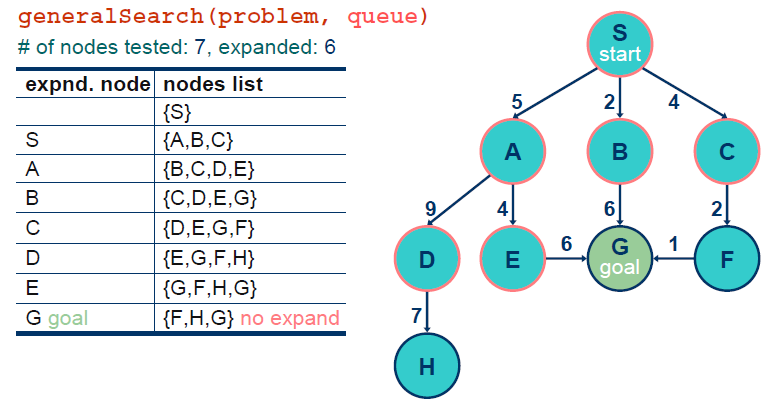 generalSearch(problem, queue)
# of nodes tested: 7, expanded: 6
expnd. node nodes list
{S}
S {A,B,C}
A {B,C,D,E}
B {C,D,E,G}
C {D,E,G,F}
D {E,G,F,H}
E {G,F,H,G}
G goal {F,H,G} no expand
S
start
5 2 4
A B C
9 4 6 2
D E 6 G
goal 1 F
7
H